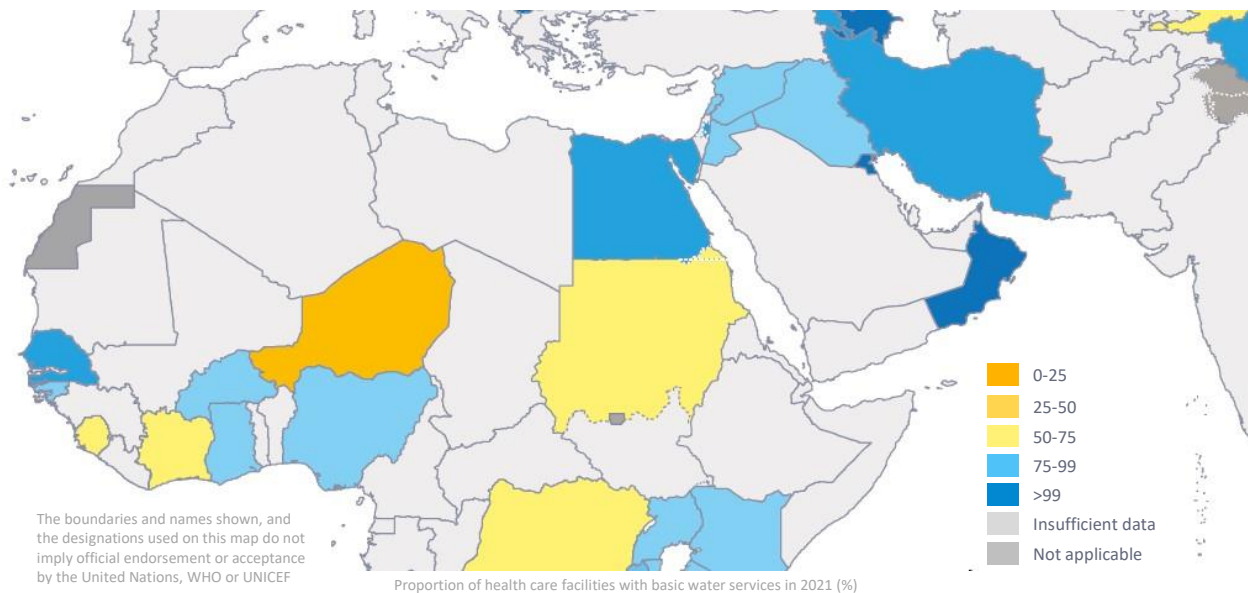 0-25
25-50
50-75
75-99
>99
Insufficient data
Not applicable
The boundaries and names shown, and
the designations used on this map do not
imply official endorsement or acceptance
by the United Nations, WHO or UNICEF
Proportion of health care facilities with basic water services in 2021 (%)